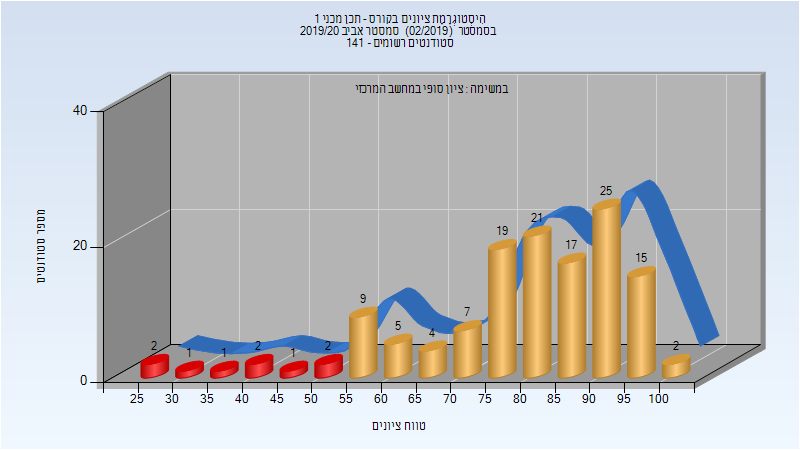 היסטוגרמת ציונים בקורס - תכן מכני 1
בסמסטר (02/2019) סמסטר אביב 2019/20
סטודנטים רשומים - 141
במשימה : ציון סופי במחשב המרכזי
מספר סטודנטים
40
20
0
2 1 1 2 1 2 9 5 4 7 19 21 17 25 15 2
25 30 35 40 45 50 55 60 65 70 75 80 85 90 95 100
טווח ציונים